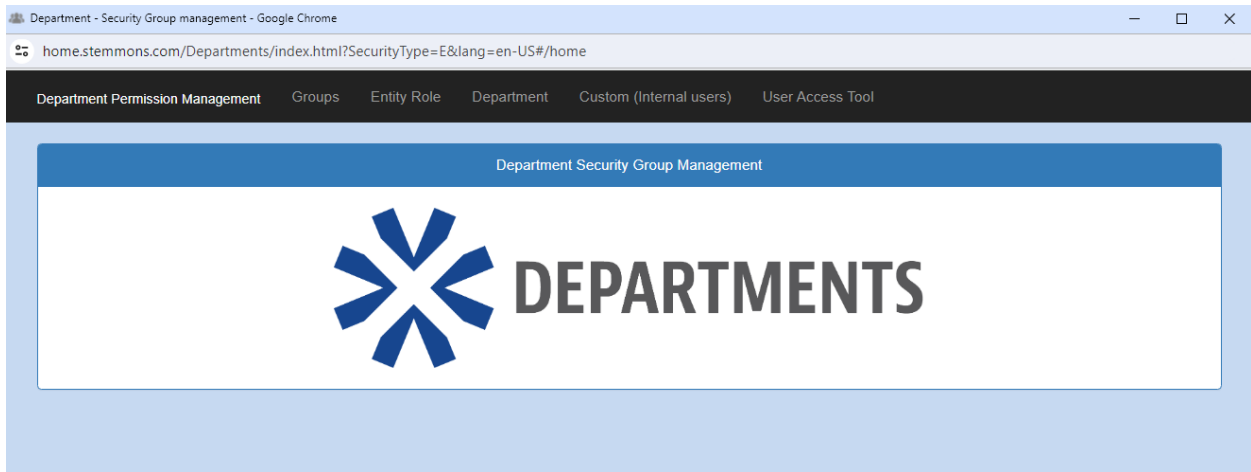 Department - Security Group management - Google Chrome
home.stemmons.com/Departments/index.html?SecurityType=E&lang=en-US#/home
Department Permission Management Groups Entity Role Department Custom (Internal users) User Access Tool
Department Security Group Management
DEPARTMENTS